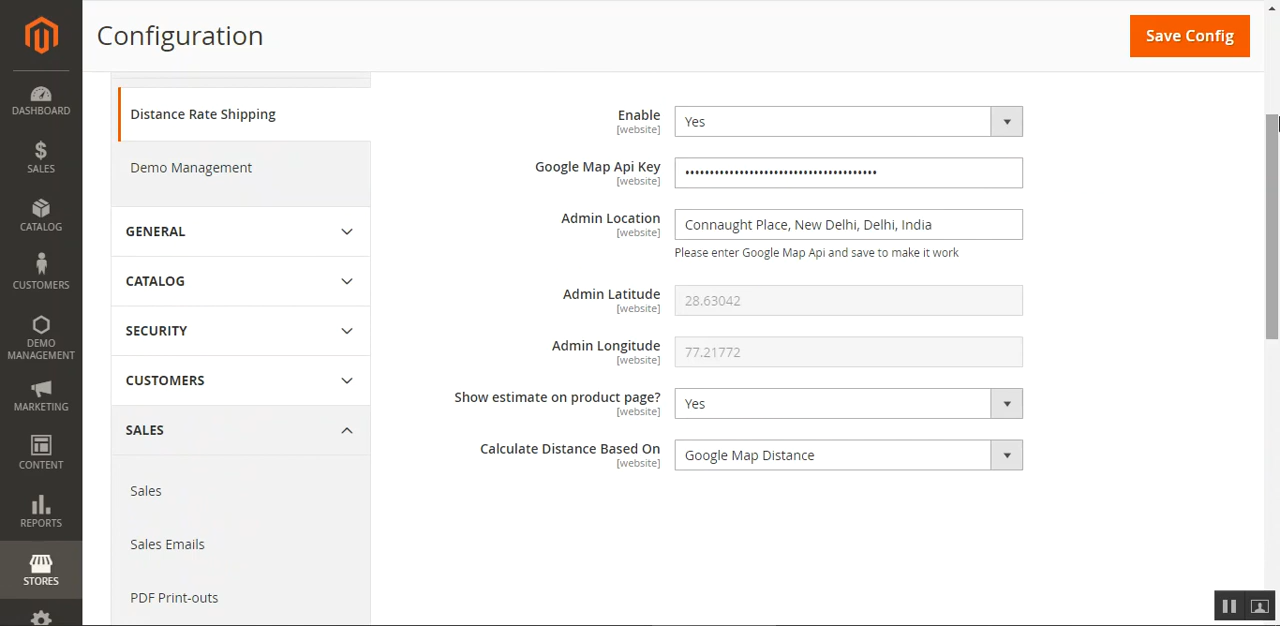 Configuration
Save Config
DASHBOARD
SALES
CATALOG
CUSTOMERS
DEMO
MANAGEMENT
MARKETING
CONTENT
REPORTS
STORES
Distance Rate Shipping
Demo Management
GENERAL
CATALOG
SECURITY
CUSTOMERS
SALES
Sales
Sales Emails
PDF Print-outs
Enable
[website]
Yes
Google Map Api Key
[website]
••••••••••••••••••••••••••••••••••••••
Admin Location
[website]
Connaught Place, New Delhi, Delhi, India
Please enter Google Map Api and save to make it work
Admin Latitude
[website]
28.63042
Admin Longitude
[website]
77.21772
Show estimate on product page?
[website]
Yes
Calculate Distance Based On
[website]
Google Map Distance